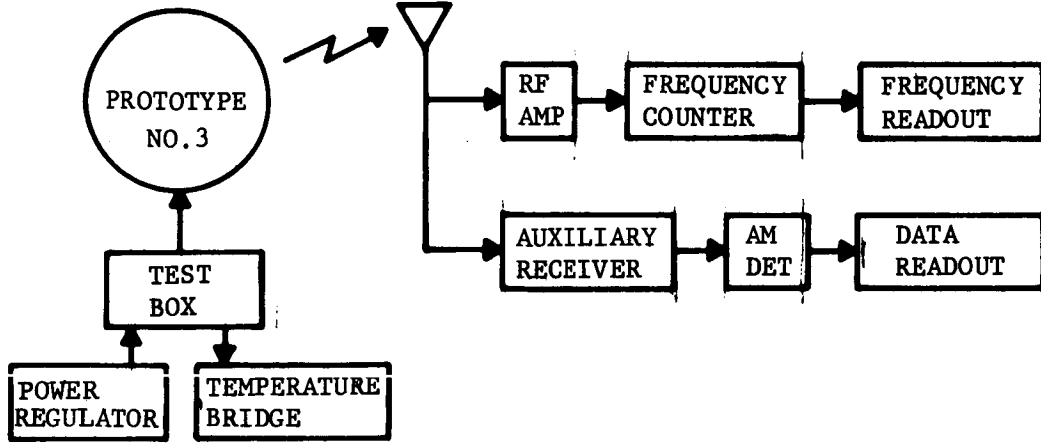 PROTOTYPE
NO.3
RF
AMP
FREQUENCY
COUNTER
FREQUENCY
READOUT
AUXILIARY
RECEIVER
AM
DET
DATA
READOUT
TEST
BOX
POWER
REGULATOR
TEMPERATURE
BRIDGE